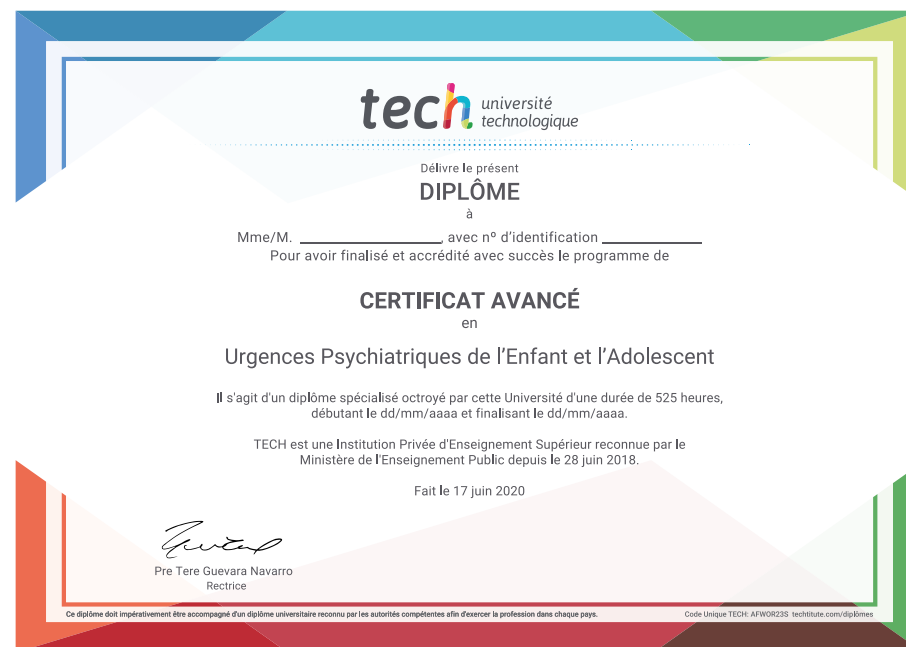 tech université
technologique
Délivre le présent
DIPLÔME
à
Mme/M. ____________________, avec nº d'identification ______________
Pour avoir finalisé et accrédité avec succès le programme de
CERTIFICAT AVANCÉ
en
Urgences Psychiatriques de l'Enfant et l'Adolescent
Il s'agit d'un diplôme spécialisé octroyé par cette Université d'une durée de 525 heures,
débutant le dd/mm/aaaa et finalisant le dd/mm/aaaa.
TECH est une Institution Privée d'Enseignement Supérieur reconnue par le
Ministère de l'Enseignement Public depuis le 28 juin 2018.
Fait le 17 juin 2020
Pre Tere Guevara Navarro
Rectrice
Ce diplôme doit impérativement être accompagné d'un diplôme universitaire reconnu par les autorités compétentes afin d'exercer la profession dans chaque pays.
Code Unique TECH: AFWOR23S techtitute.com/diplômes